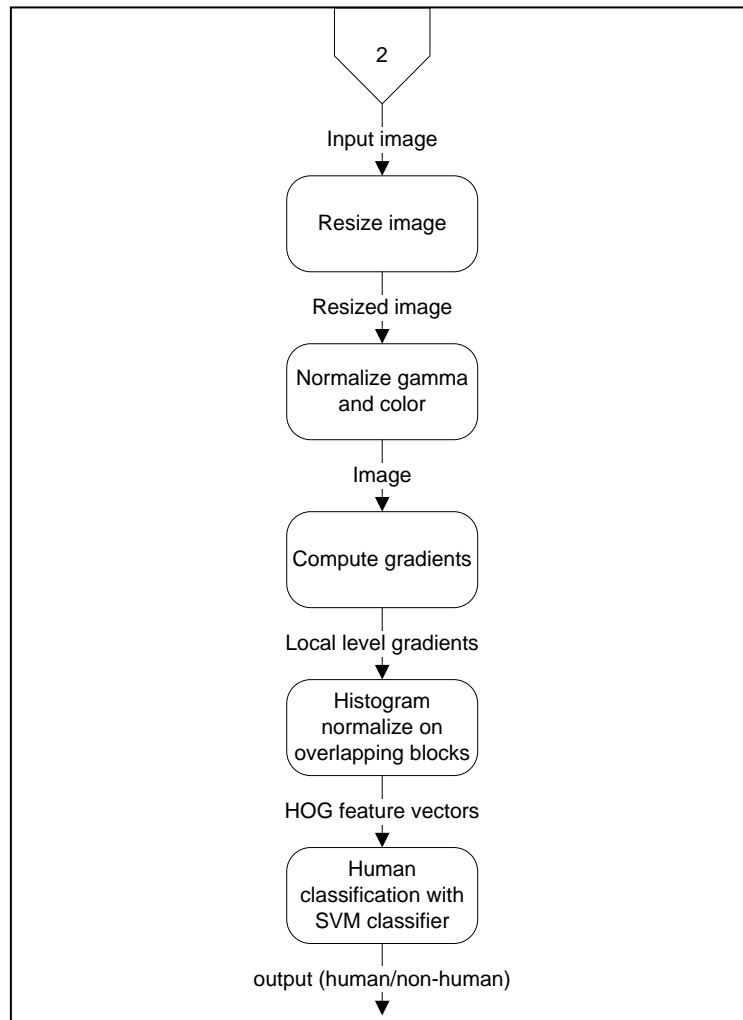 2
Input image
Resize image
Resized image
Normalize gamma
and color
Image
Compute gradients
Local level gradients
Histogram
normalize on
overlapping blocks
HOG feature vectors
Human
classification with
SVM classifier
output (human/non-human)